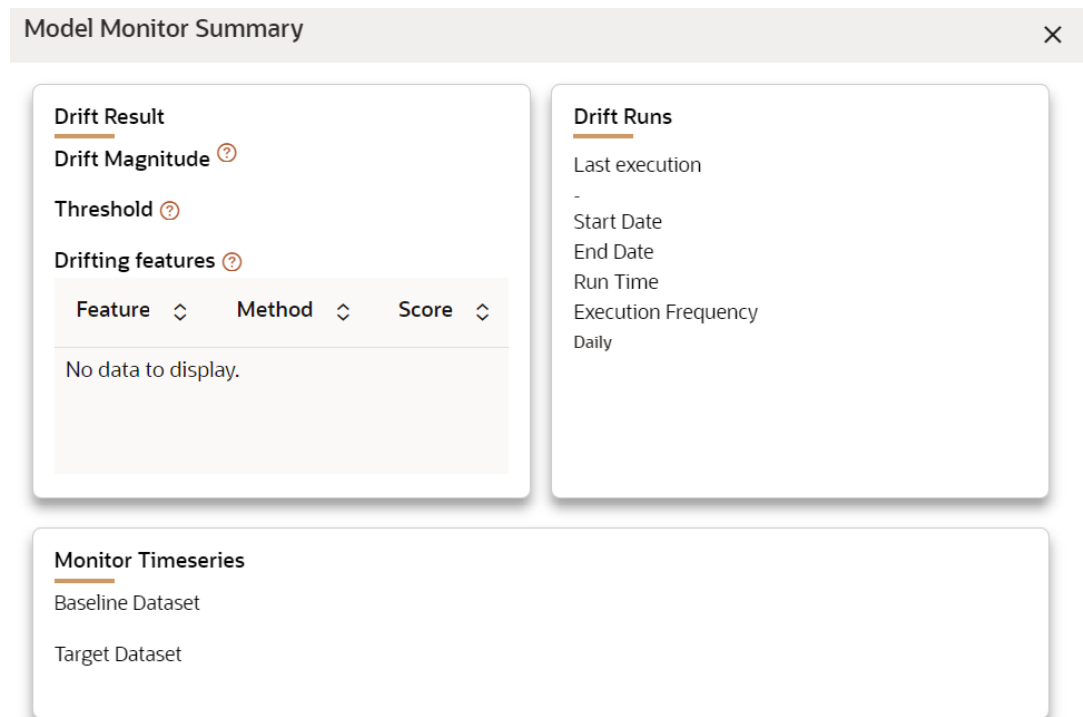 Model Monitor Summary
Drift Result
Drift Magnitude
Threshold
Drifting features
Feature Method Score
No data to display.
Drift Runs
Last execution
-
Start Date
End Date
Run Time
Execution Frequency
Daily
Monitor Timeseries
Baseline Dataset
Target Dataset